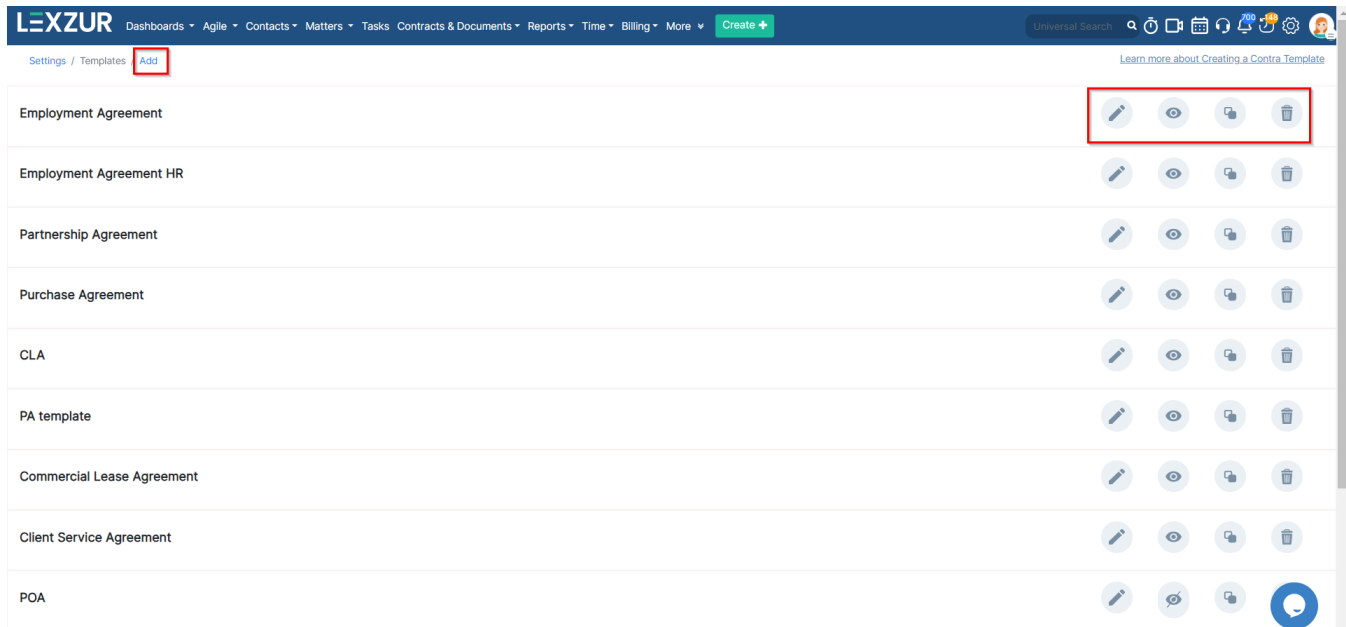 LEXZUR Dashboards Agile Contacts Matters Tasks Contracts & Documents Reports Time Billing More Create + Universal Search 700 148
Settings / Templates / Add Learn more about Creating a Contra Template
Employment Agreement
Employment Agreement HR
Partnership Agreement
Purchase Agreement
CLA
PA template
Commercial Lease Agreement
Client Service Agreement
POA